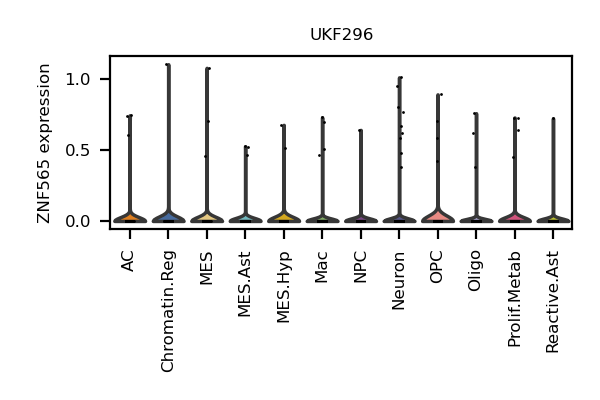 UKF296
ZNF565 expression
1.0
0.5
0.0
AC
Chromatin.Reg
MES
MES.Ast
MES.Hyp
Mac
NPC
Neuron
OPC
Oligo
Prolif.Metab
Reactive.Ast